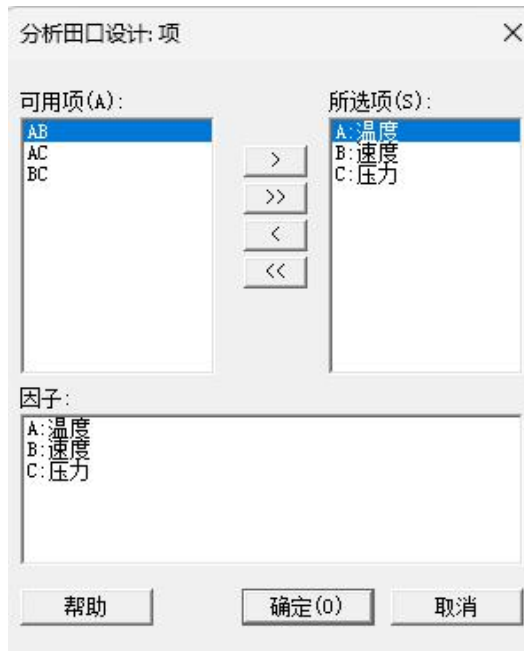 分析田口设计: 项
可用项(A):
AB
AC
BC
>
>>
<
<<
所选项(S):
A:温度
B:速度
C:压力
因子:
A:温度
B:速度
C:压力
帮助
确定(O)
取消